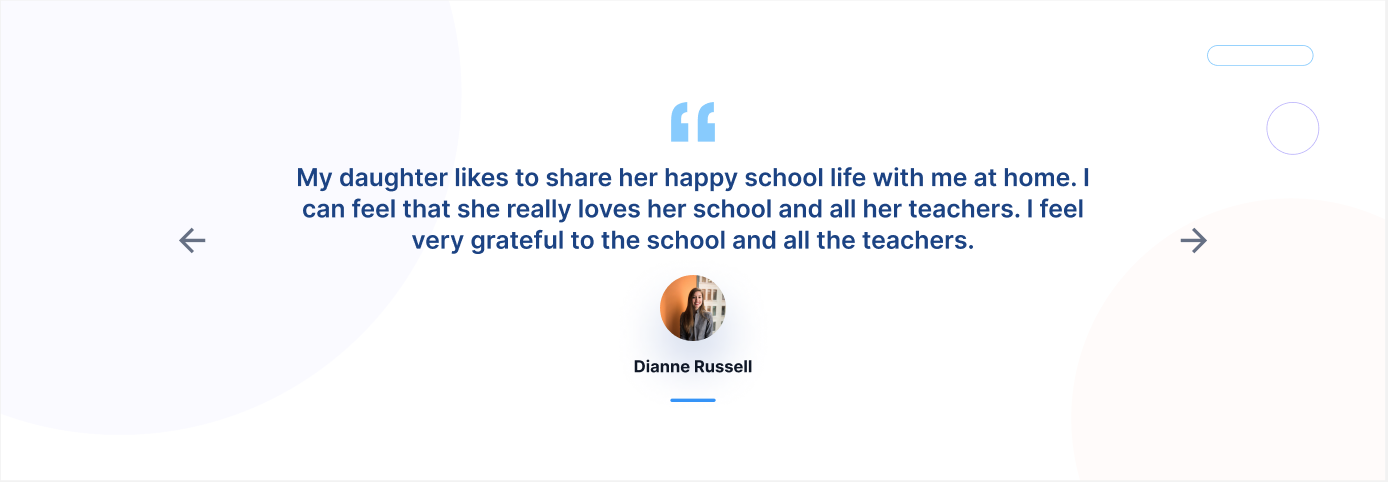 “
My daughter likes to share her happy school life with me at home. I
can feel that she really loves her school and all her teachers. I feel
very grateful to the school and all the teachers.
Dianne Russell